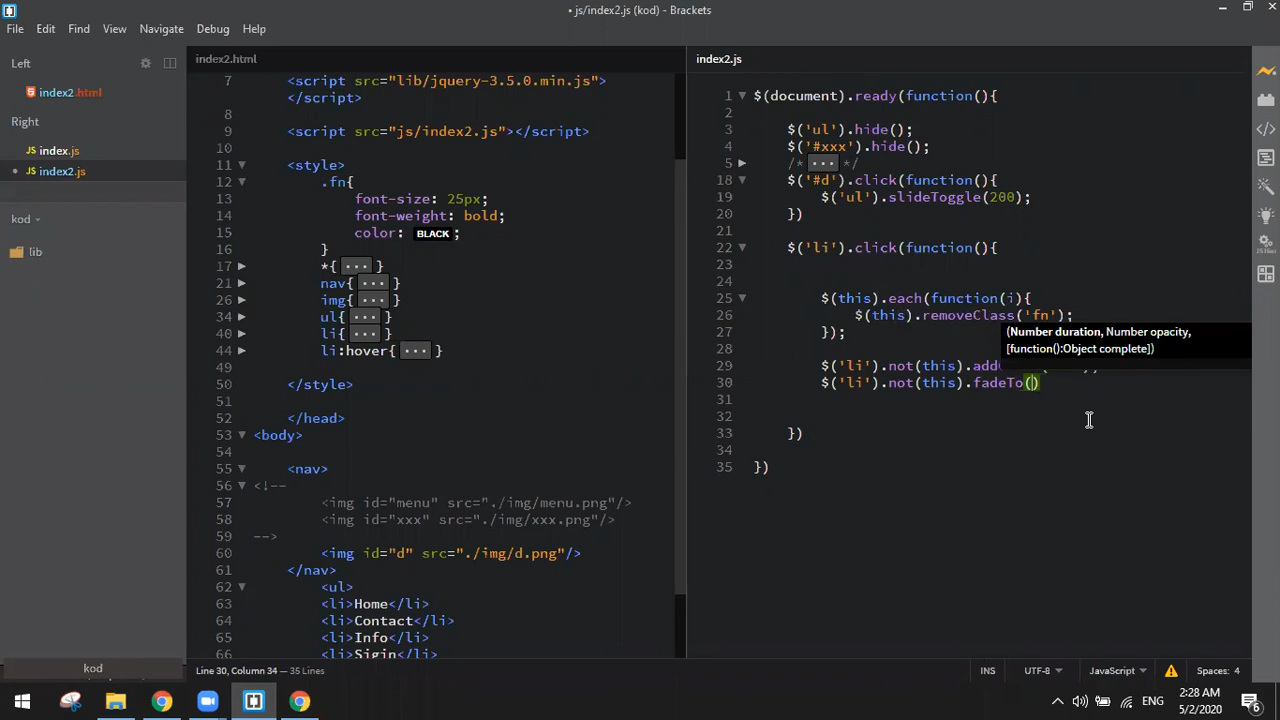 • js/index2.js (kod) - Brackets
File Edit Find View Navigate Debug Help
Left
index2.html
Right
index.js
• index2.js
kod
lib
kod
index2.html
7 <script src="lib/jquery-3.5.0.min.js">
</script>
8
9 <script src="js/index2.js"></script>
10
11 <style>
12 .fn{
13 font-size: 25px;
14 font-weight: bold;
15 color: BLACK;
16 }
17 *{ ... }
21 nav{ ... }
26 img{ ... }
36 ul{ ... }
40 li{ ... }
44 li:hover{ ... }
49
50 </style>
51
52 </head>
53 <body>
54
55 <nav>
56 <!--
57 <img id="menu" src="./img/menu.png"/>
58 <img id="xxx" src="./img/xxx.png"/>
59 -->
60 <img id="d" src="./img/d.png"/>
61 </nav>
62 <ul>
63 <li>Home</li>
64 <li>Contact</li>
65 <li>Info</li>
66 <li>Sigin</li>
index2.js
1 $(document).ready(function(){
2
3 $('ul').hide();
4 $('#xxx').hide();
5 /* ... */
18 $('#d').click(function(){
19 $('ul').slideToggle(200);
20 })
21
22 $('li').click(function(){
23
24
25 $(this).each(function(i){
26 $(this).removeClass('fn');
27 });
28
29 $('li').not(this).add
30 $('li').not(this).fadeTo()
31
32
33 })
34
35 })
(Number duration, Number opacity,
[function():Object complete])
Line 30, Column 34 — 35 Lines
INS UTF-8 JavaScript Spaces: 4
ENG
2:28 AM
5/2/2020
6